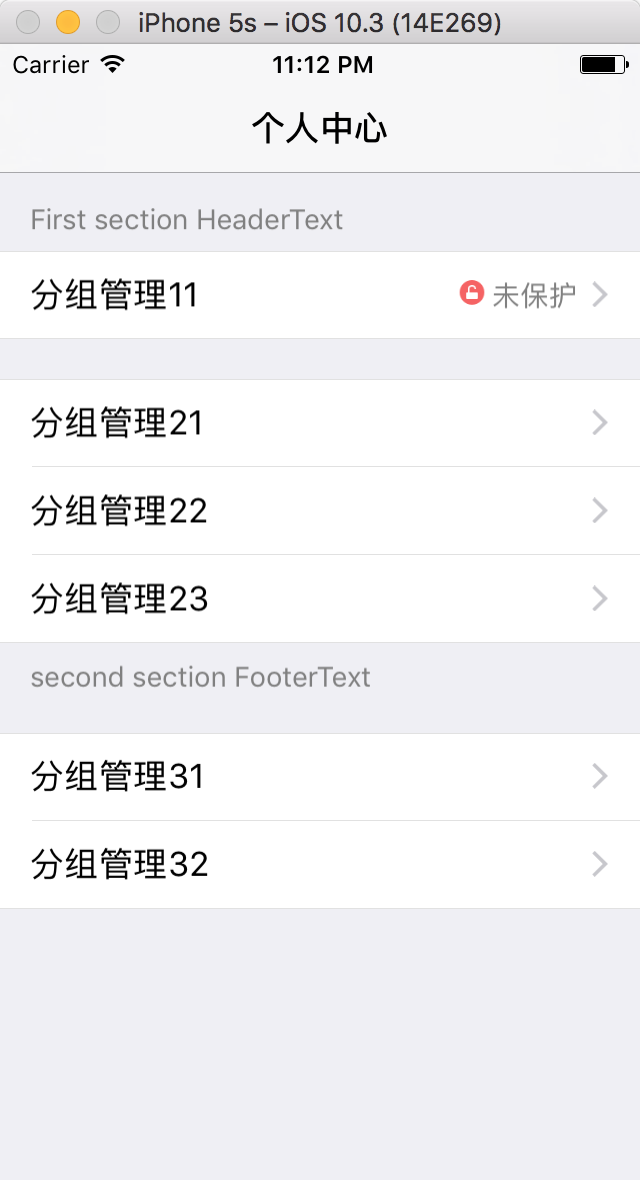 iPhone 5s – iOS 10.3 (14E269)
Carrier 11:12 PM
个人中心
First section HeaderText
分组管理11 未保护
分组管理21
分组管理22
分组管理23
second section FooterText
分组管理31
分组管理32